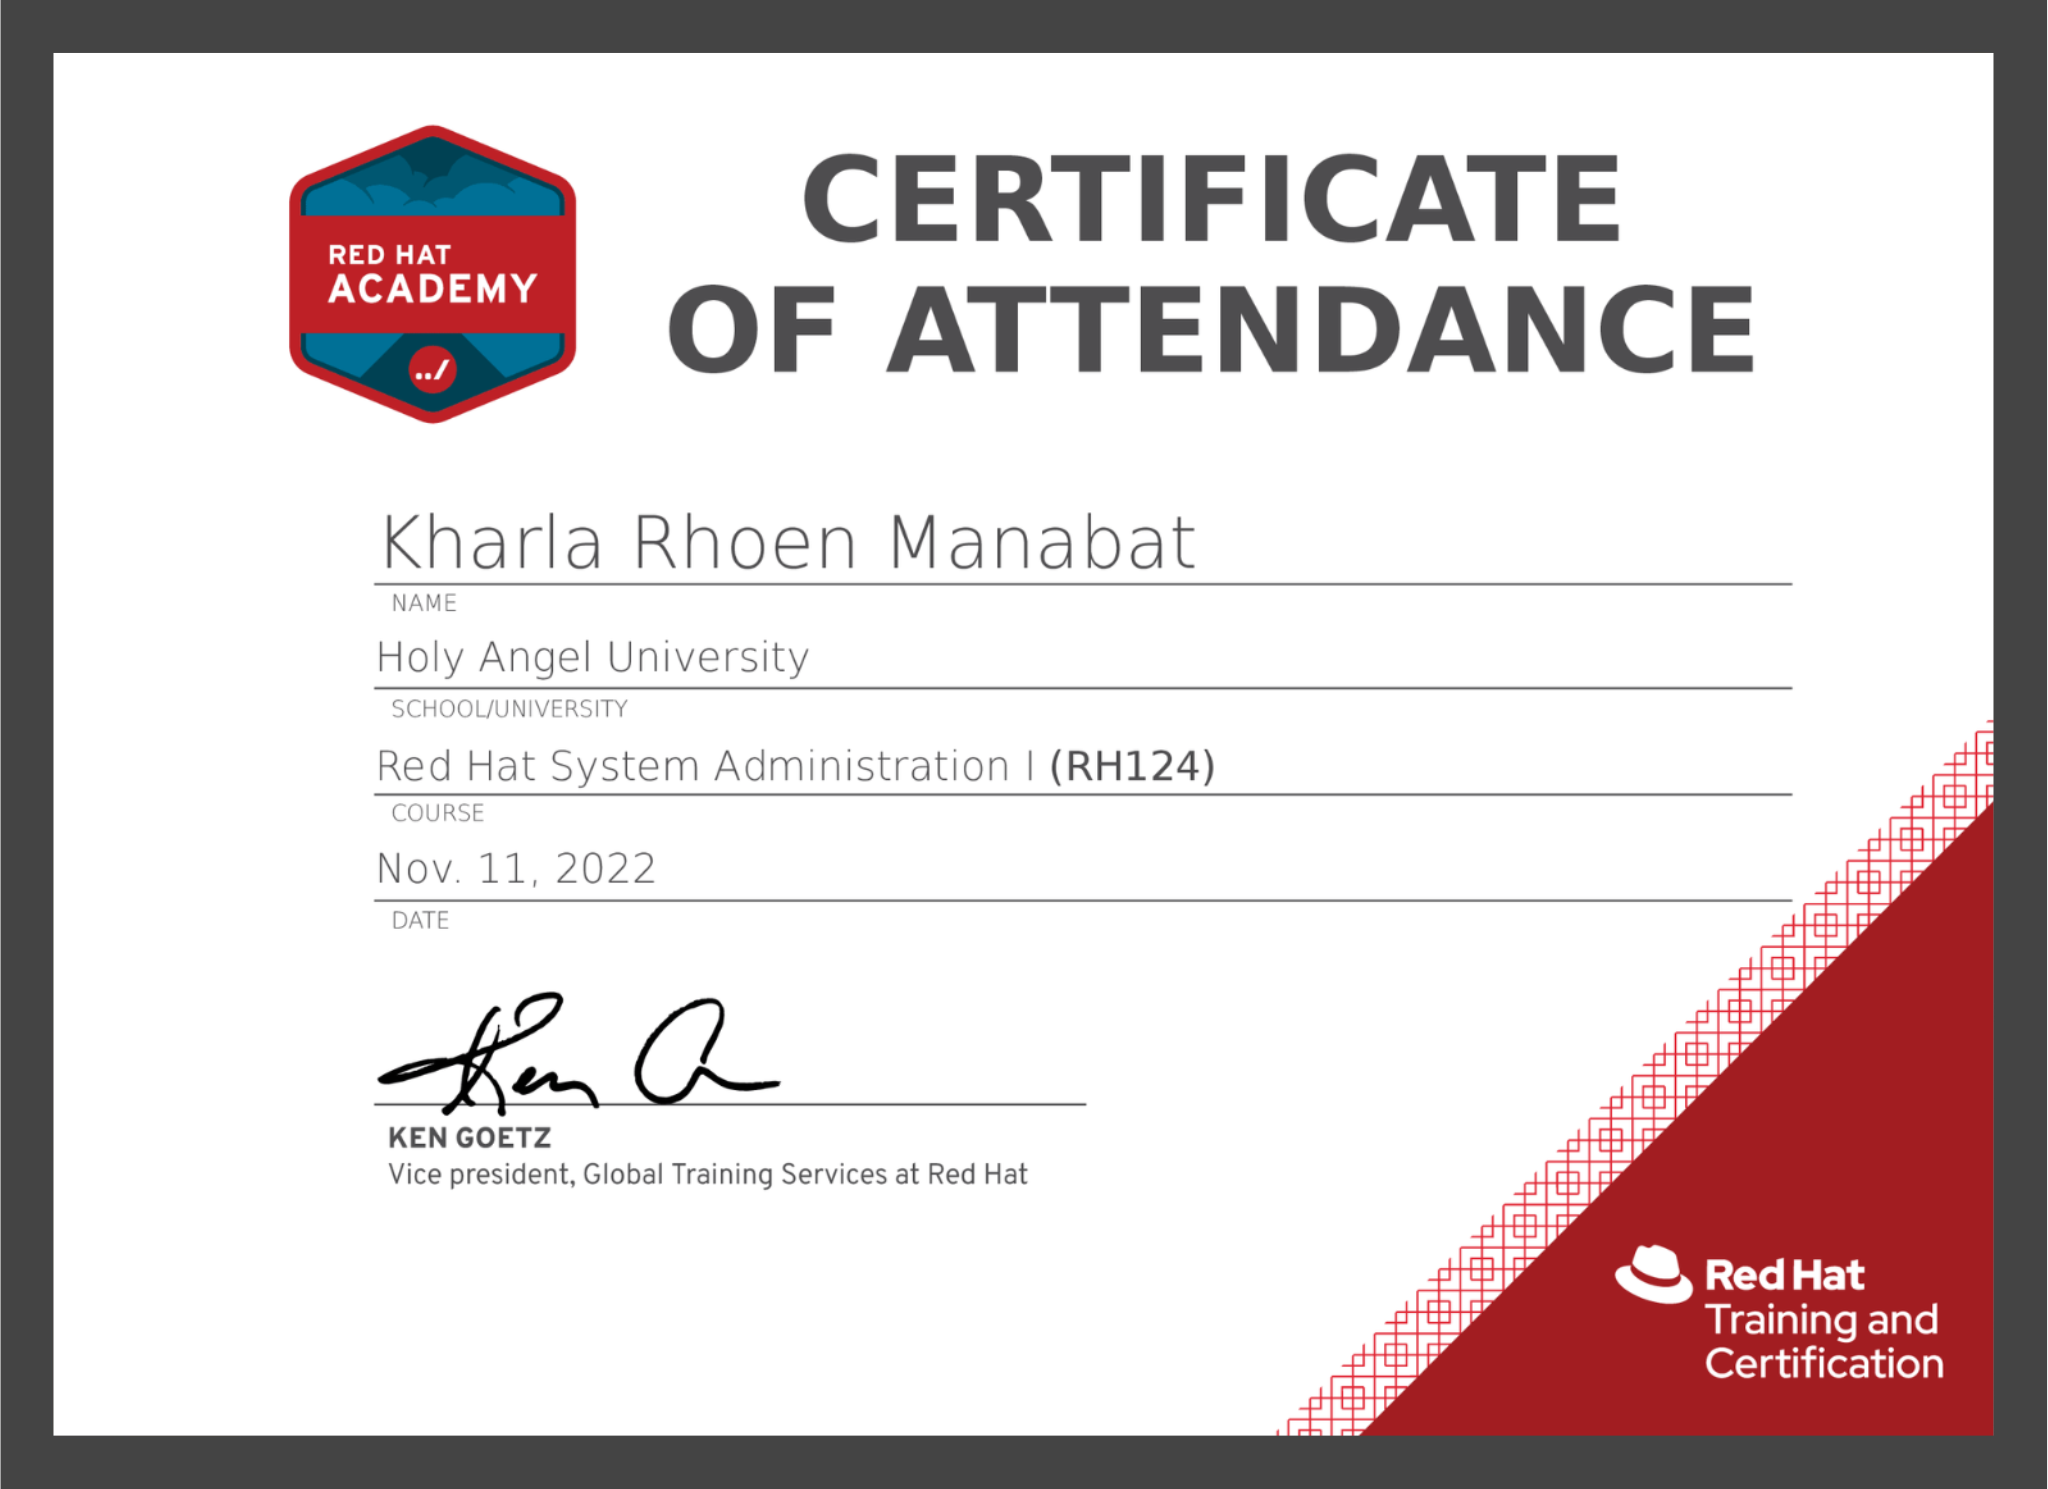 RED HAT
ACADEMY
../
CERTIFICATE
OF ATTENDANCE
Kharla Rhoen Manabat
NAME
Holy Angel University
SCHOOL/UNIVERSITY
Red Hat System Administration I (RH124)
COURSE
Nov. 11, 2022
DATE
KEN GOETZ
Vice president, Global Training Services at Red Hat
Red Hat
Training and
Certification